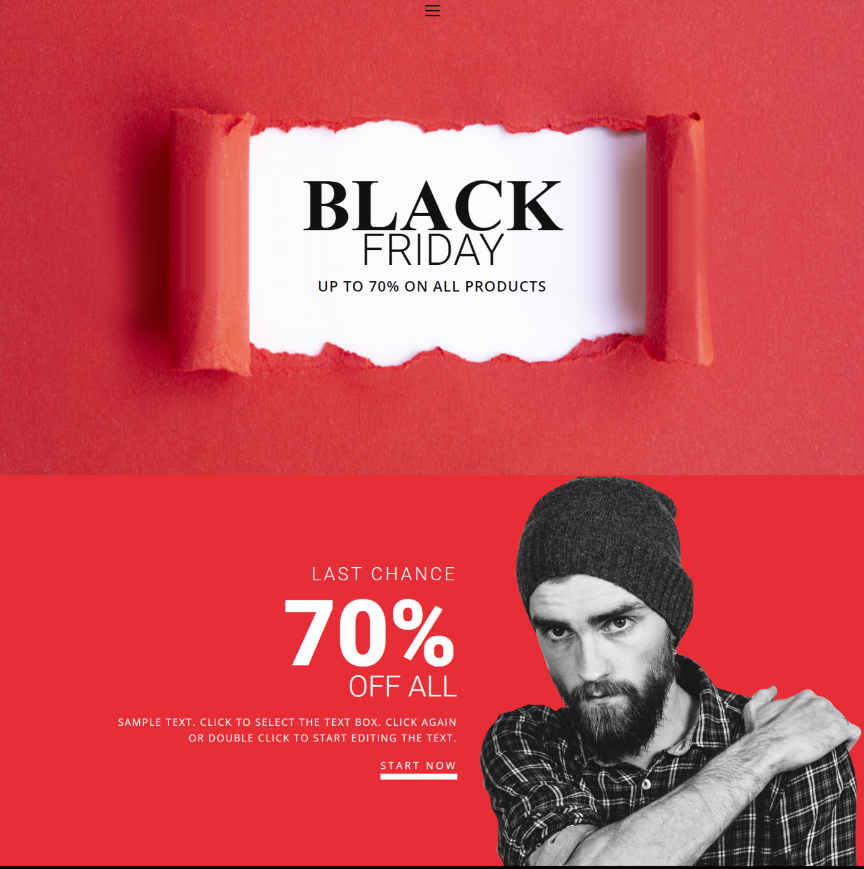 BLACK
FRIDAY
UP TO 70% ON ALL PRODUCTS
LAST CHANCE
70%
OFF ALL
SAMPLE TEXT. CLICK TO SELECT THE TEXT BOX. CLICK AGAIN
OR DOUBLE CLICK TO START EDITING THE TEXT.
START NOW